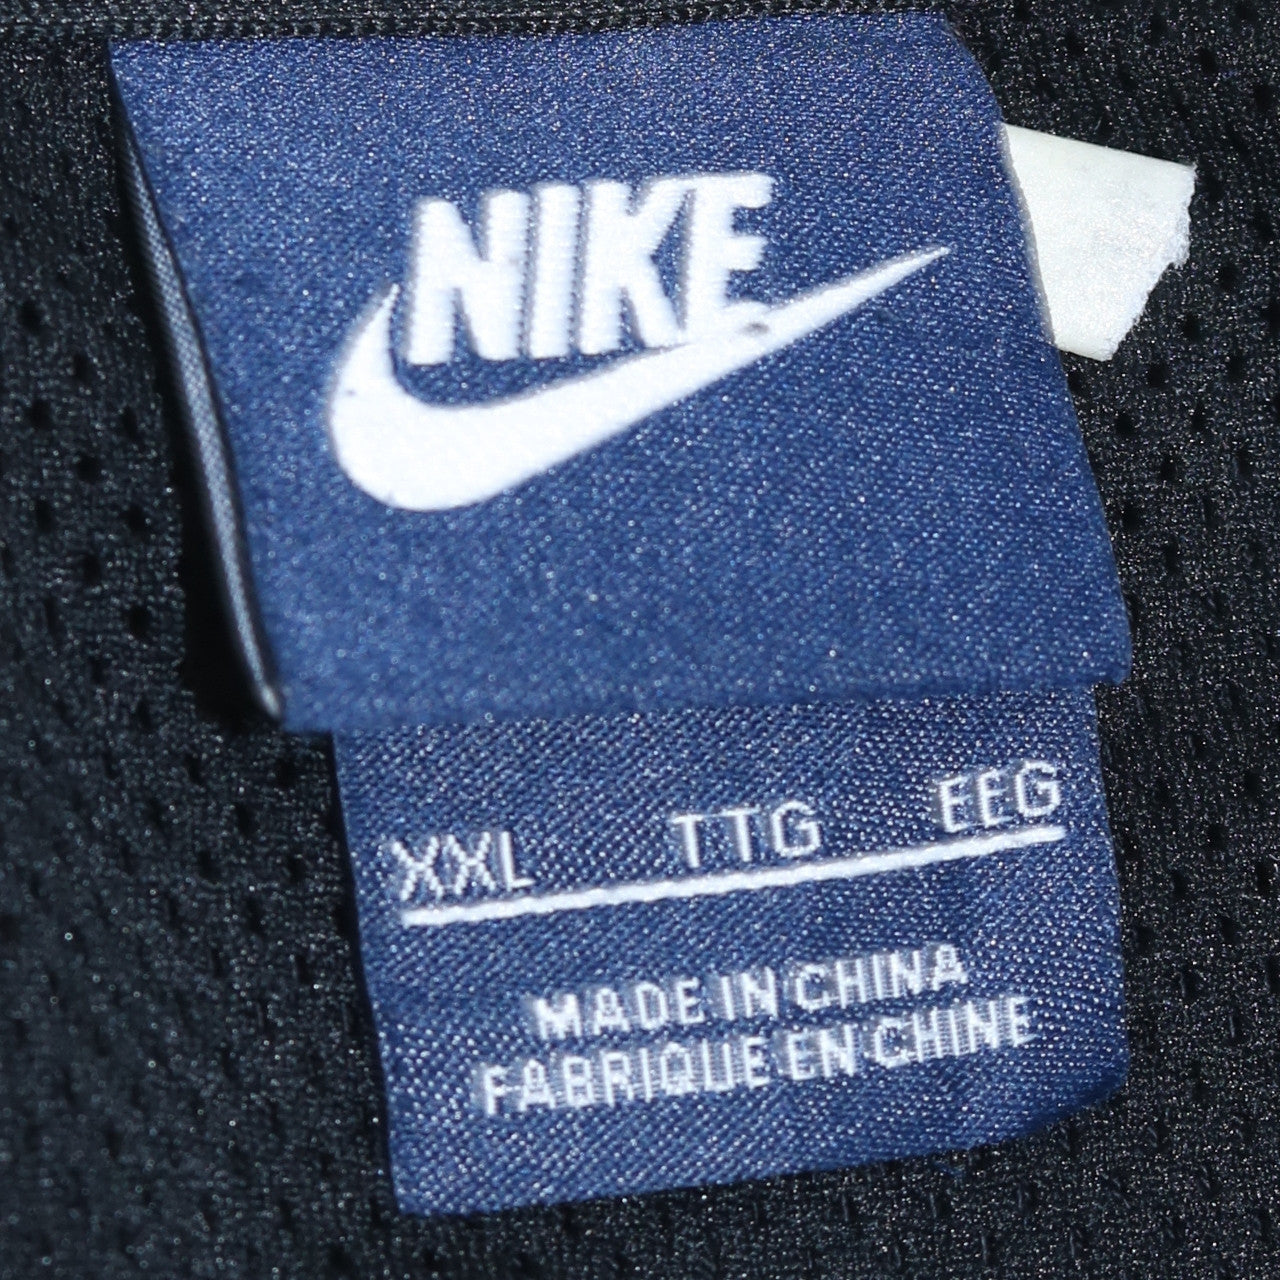 NIKE
XXL TTG EEG
MADE IN CHINA
FABRIQUE EN CHINE